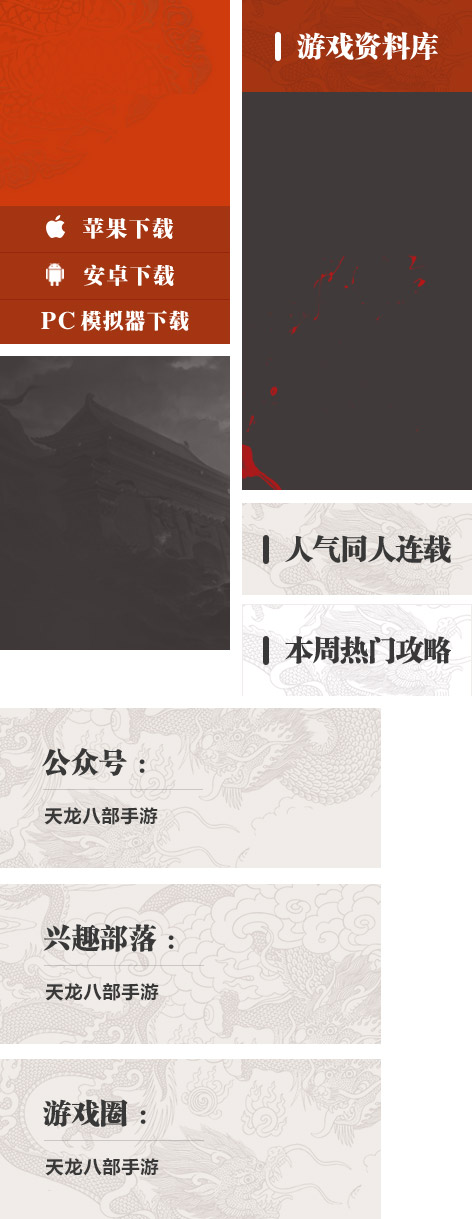 游戏资料库
苹果下载
安卓下载
PC模拟器下载
人气同人连载
本周热门攻略
公众号：
天龙八部手游
兴趣部落：
天龙八部手游
游戏圈：
天龙八部手游